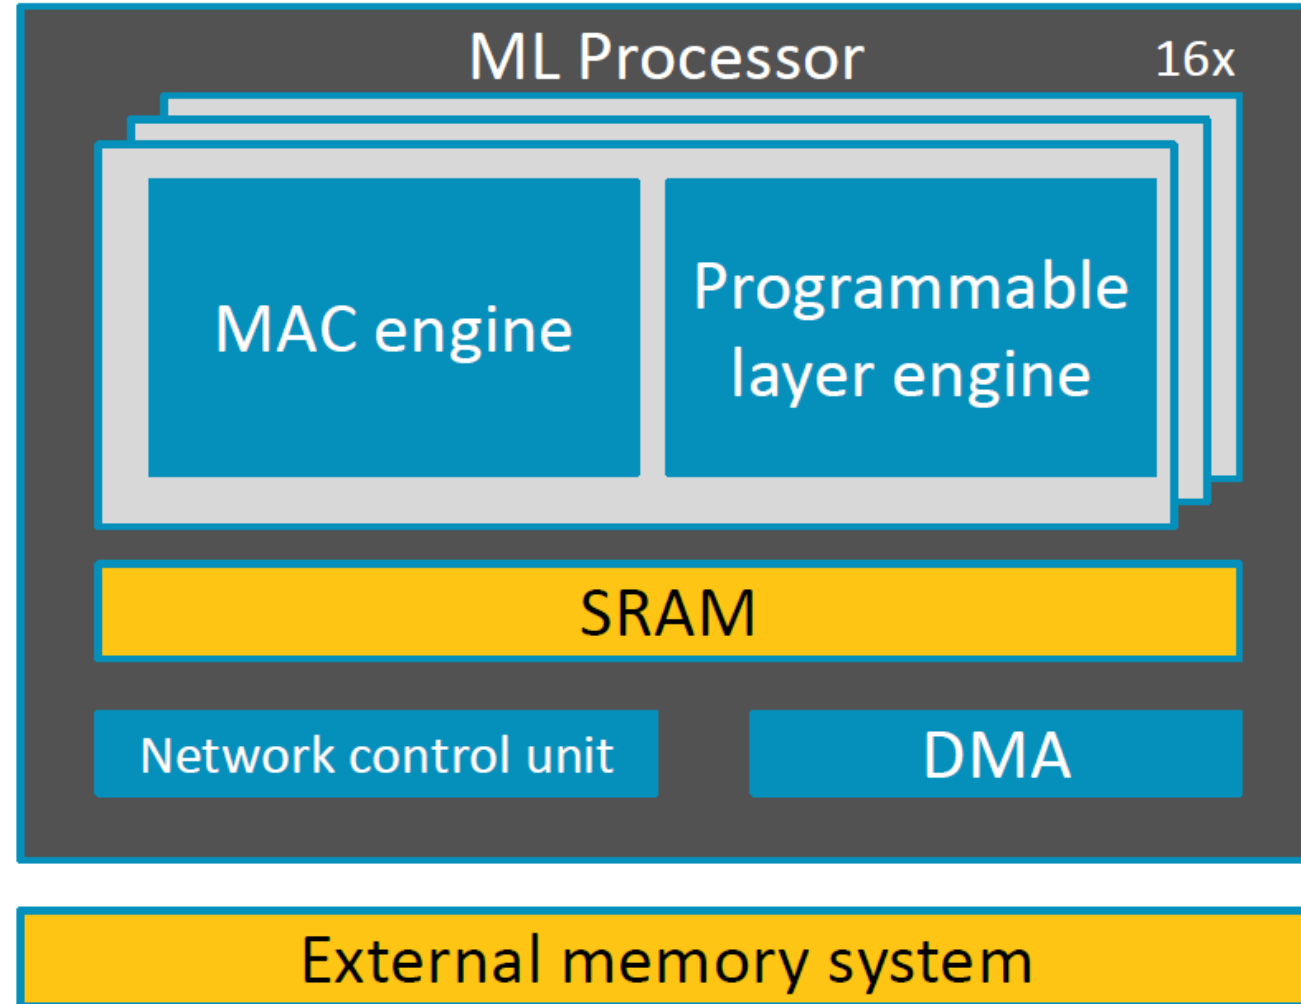 ML Processor
16x
MAC engine
Programmable
layer engine
SRAM
Network control unit
DMA
External memory system